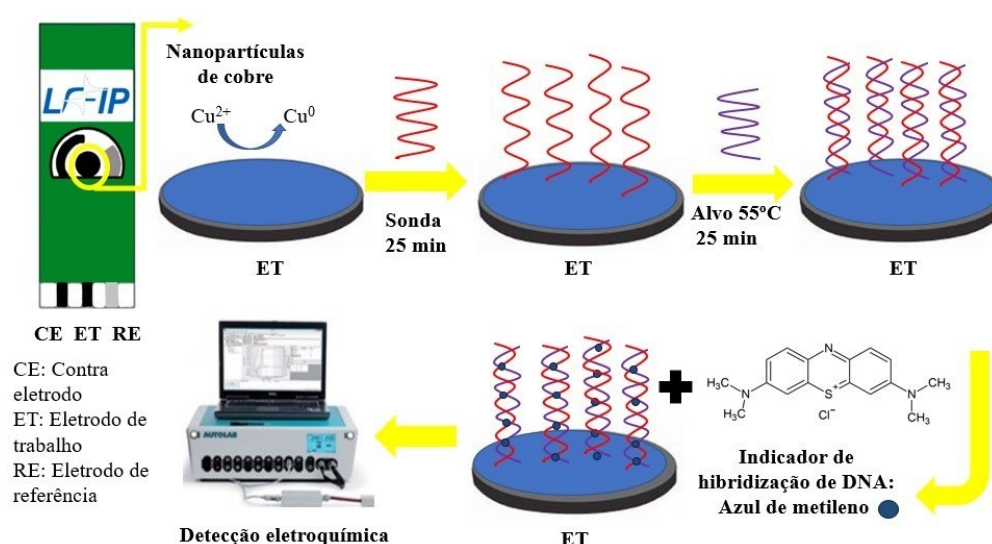 LC-IP
Nanopartículas
de cobre
Cu²⁺ Cu⁰
Sonda
25 min
Alvo 55ºC
25 min
ET
ET
ET
CE ET RE
CE: Contra
eletrodo
ET: Eletrodo de
trabalho
RE: Eletrodo de
referência
AUTOLAB
Detecção eletroquímica
ET
N
H₃C
N
CH₃
S⁺
Cl⁻
N
CH₃
CH₃
Indicador de
hibridização de DNA:
Azul de metileno